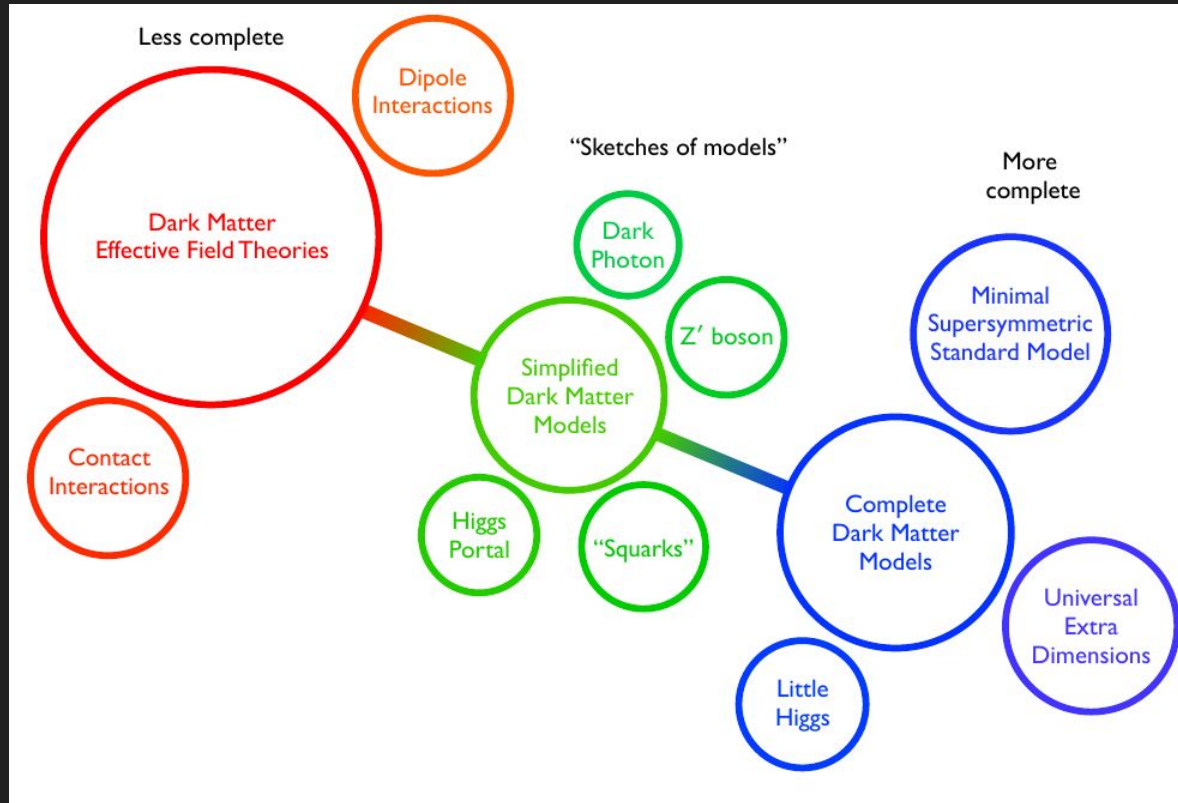 Less complete
Dipole
Interactions
Dark Matter
Effective Field Theories
Contact
Interactions
“Sketches of models”
Dark
Photon
Z′ boson
Simplified
Dark Matter
Models
Higgs
Portal
“Squarks”
More
complete
Minimal
Supersymmetric
Standard Model
Complete
Dark Matter
Models
Universal
Extra
Dimensions
Little
Higgs